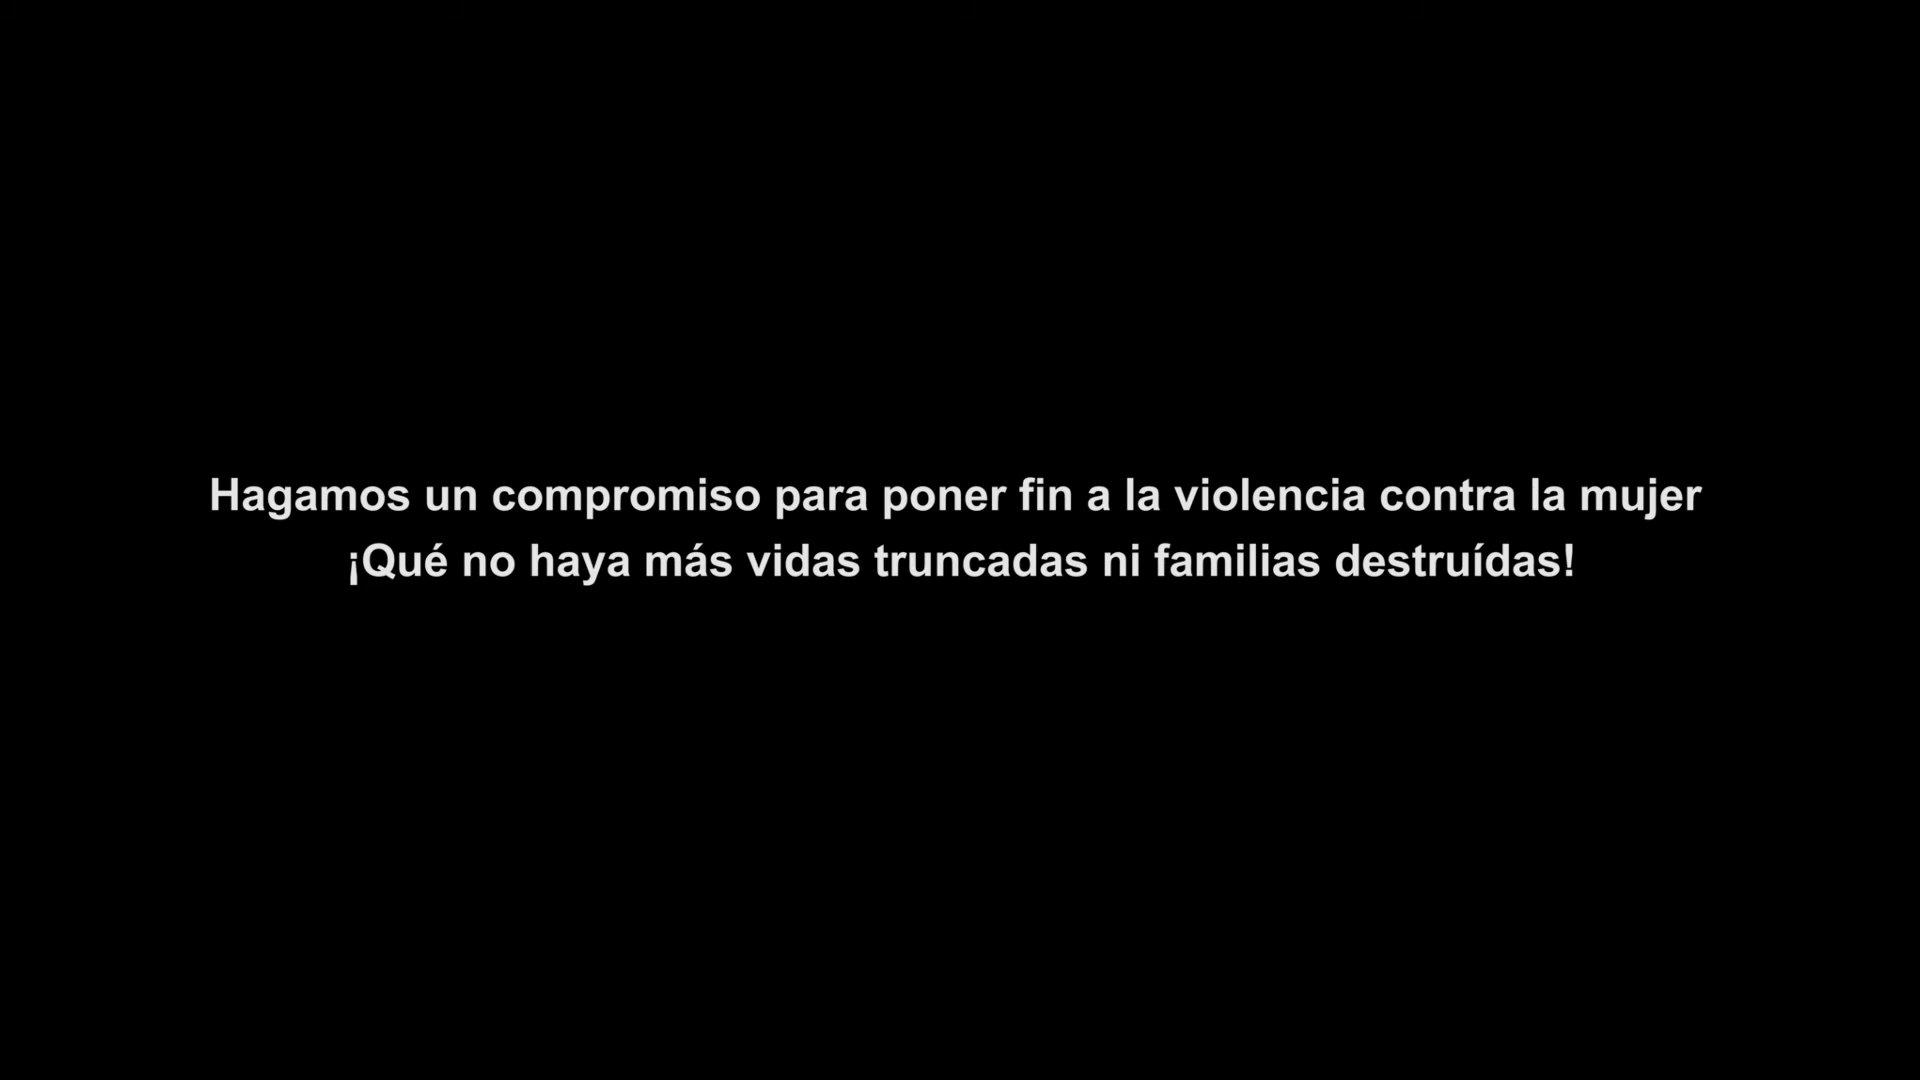 Hagamos un compromiso para poner fin a la violencia contra la mujer
¡Qué no haya más vidas truncadas ni familias destruídas!